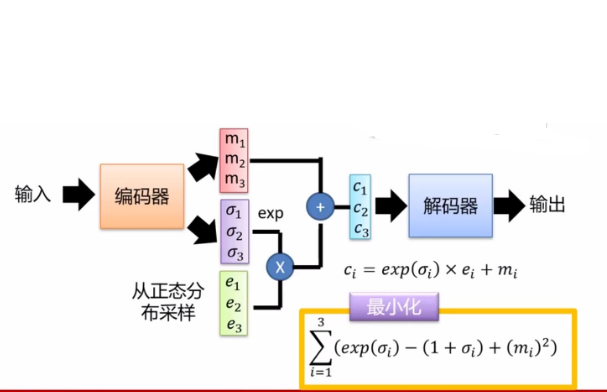 m₁
m₂
m₃
输入
编码器
σ₁
σ₂
σ₃
exp
+
X
c₁
c₂
c₃
解码器
输出
从正态分
布采样
e₁
e₂
e₃
cᵢ = exp(σᵢ) × eᵢ + mᵢ
最小化
∑³ᵢ₌₁(exp(σᵢ) − (1 + σᵢ) + (mᵢ)²)